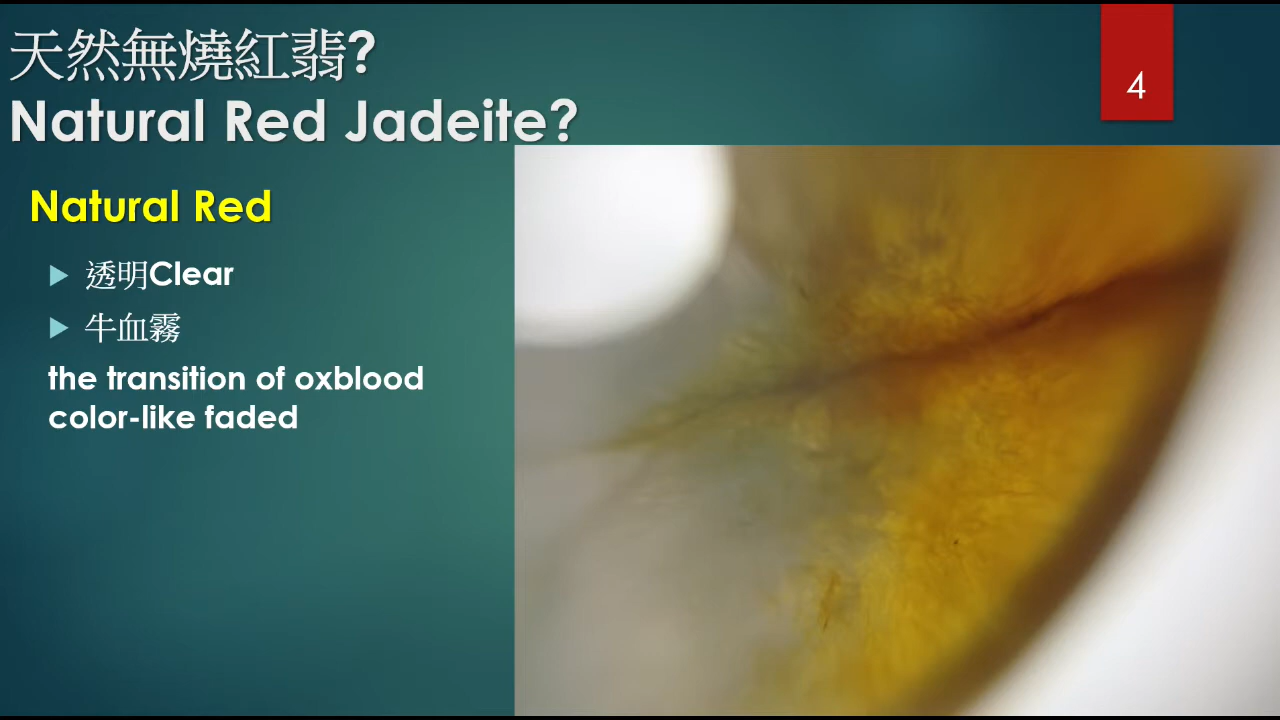 天然無燒紅翡?
Natural Red Jadeite?
4
Natural Red
透明Clear
牛血霧
the transition of oxblood
color-like faded